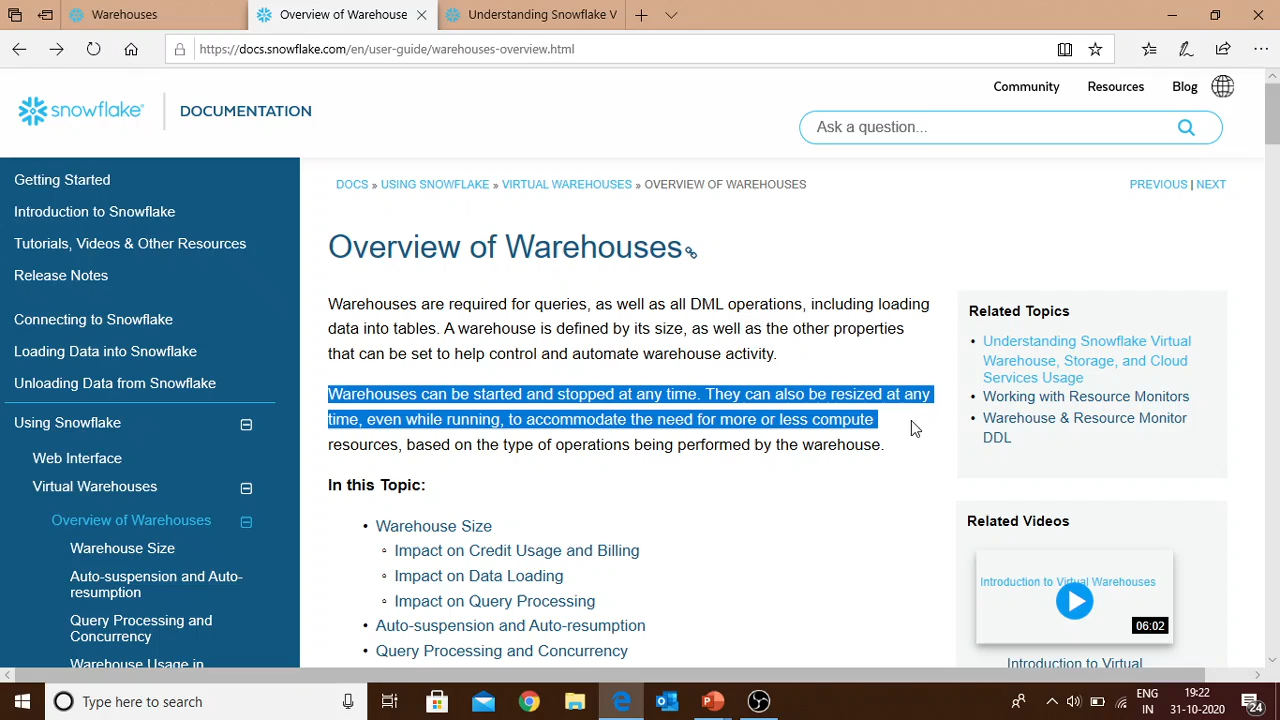 Warehouses
Overview of Warehouse
Understanding Snowflake V
https://docs.snowflake.com/en/user-guide/warehouses-overview.html
snowflake®
DOCUMENTATION
Community
Resources
Blog
Ask a question...
Getting Started
Introduction to Snowflake
Tutorials, Videos & Other Resources
Release Notes
Connecting to Snowflake
Loading Data into Snowflake
Unloading Data from Snowflake
Using Snowflake
Web Interface
Virtual Warehouses
Overview of Warehouses
Warehouse Size
Auto-suspension and Auto-
resumption
Query Processing and
Concurrency
Warehouse Usage in
DOCS » USING SNOWFLAKE » VIRTUAL WAREHOUSES » OVERVIEW OF WAREHOUSES
PREVIOUS | NEXT
Overview of Warehouses
Warehouses are required for queries, as well as all DML operations, including loading
data into tables. A warehouse is defined by its size, as well as the other properties
that can be set to help control and automate warehouse activity.
Warehouses can be started and stopped at any time. They can also be resized at any
time, even while running, to accommodate the need for more or less compute
resources, based on the type of operations being performed by the warehouse.
In this Topic:
• Warehouse Size
◦ Impact on Credit Usage and Billing
◦ Impact on Data Loading
◦ Impact on Query Processing
• Auto-suspension and Auto-resumption
• Query Processing and Concurrency
Related Topics
• Understanding Snowflake Virtual
Warehouse, Storage, and Cloud
Services Usage
• Working with Resource Monitors
• Warehouse & Resource Monitor
DDL
Related Videos
Introduction to Virtual Warehouses
06:02
Introduction to Virtual
Type here to search
ENG
IN
19:22
31-10-2020
24